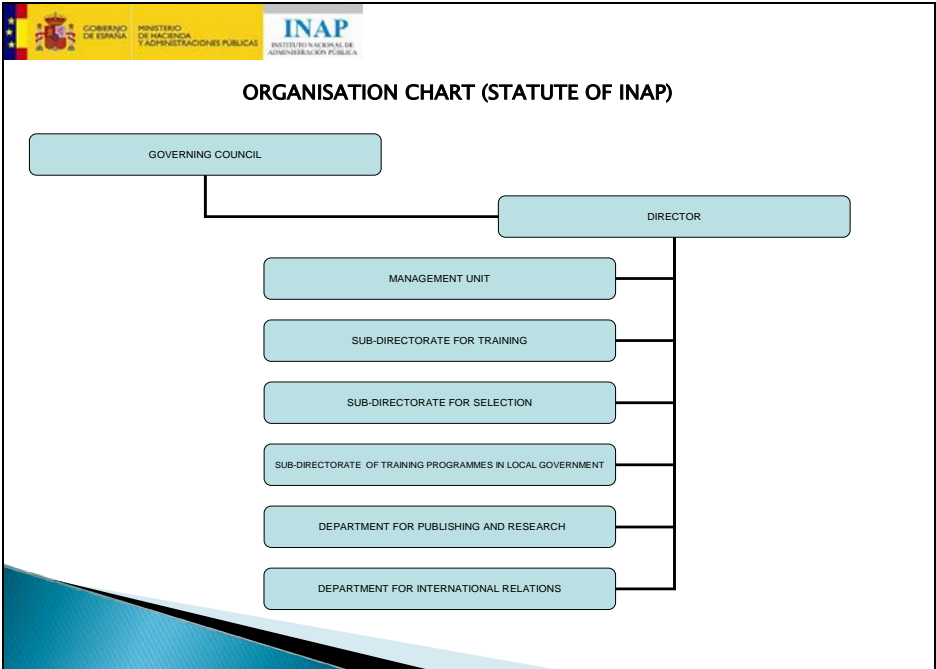 GOBIERNO
DE ESPAÑA
MINISTERIO
DE HACIENDA
Y ADMINISTRACIONES PÚBLICAS
INAP
INSTITUTO NACIONAL DE
ADMINISTRACIÓN PÚBLICA
ORGANISATION CHART (STATUTE OF INAP)
GOVERNING COUNCIL
DIRECTOR
MANAGEMENT UNIT
SUB-DIRECTORATE FOR TRAINING
SUB-DIRECTORATE FOR SELECTION
SUB-DIRECTORATE OF TRAINING PROGRAMMES IN LOCAL GOVERNMENT
DEPARTMENT FOR PUBLISHING AND RESEARCH
DEPARTMENT FOR INTERNATIONAL RELATIONS